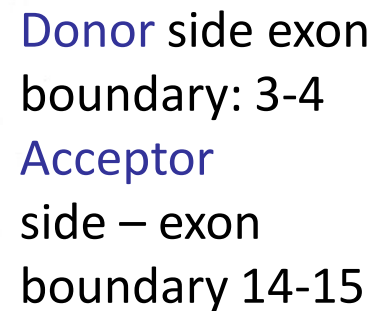 Donor side exon
boundary: 3-4
Acceptor
side – exon
boundary 14-15